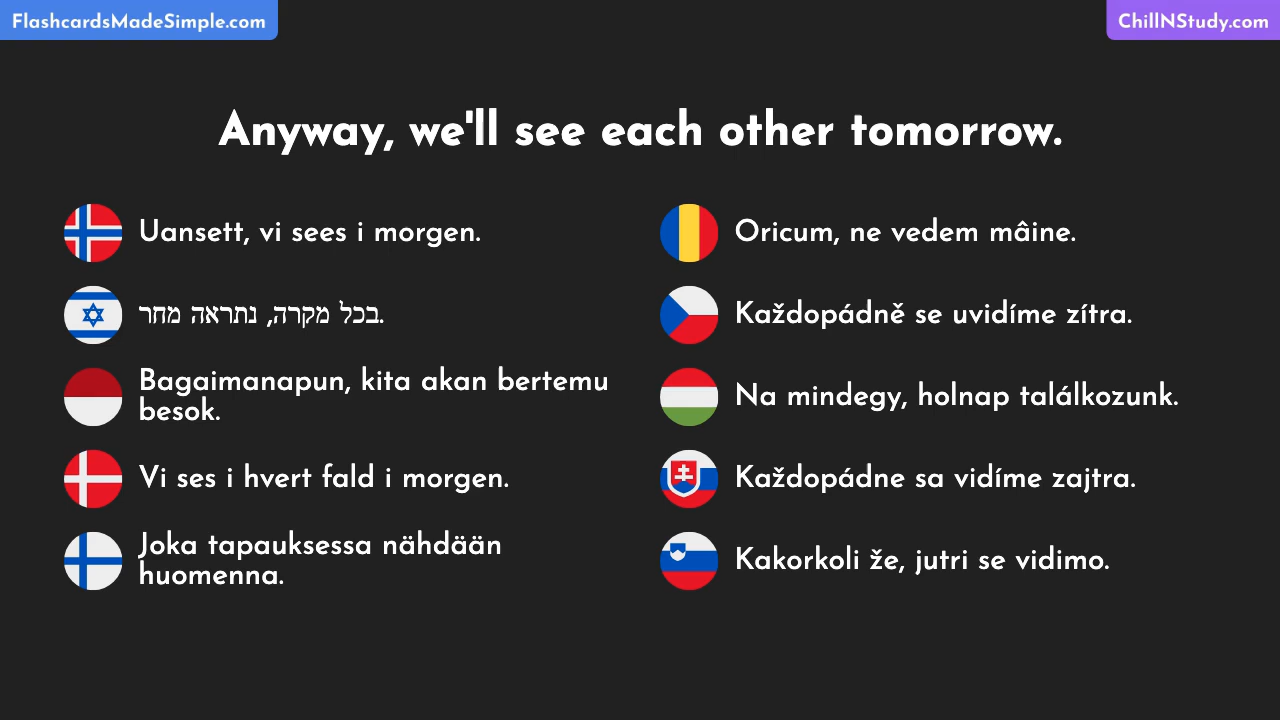 FlashcardsMadeSimple.com
ChillNStudy.com
Anyway, we'll see each other tomorrow.
Uansett, vi sees i morgen.
בכל מקרה, נתראה מחר.
Bagaimanapun, kita akan bertemu
besok.
Vi ses i hvert fald i morgen.
Joka tapauksessa nähdään
huomenna.
Oricum, ne vedem mâine.
Každopádně se uvidíme zítra.
Na mindegy, holnap találkozunk.
Každopádne sa vidíme zajtra.
Kakorkoli že, jutri se vidimo.